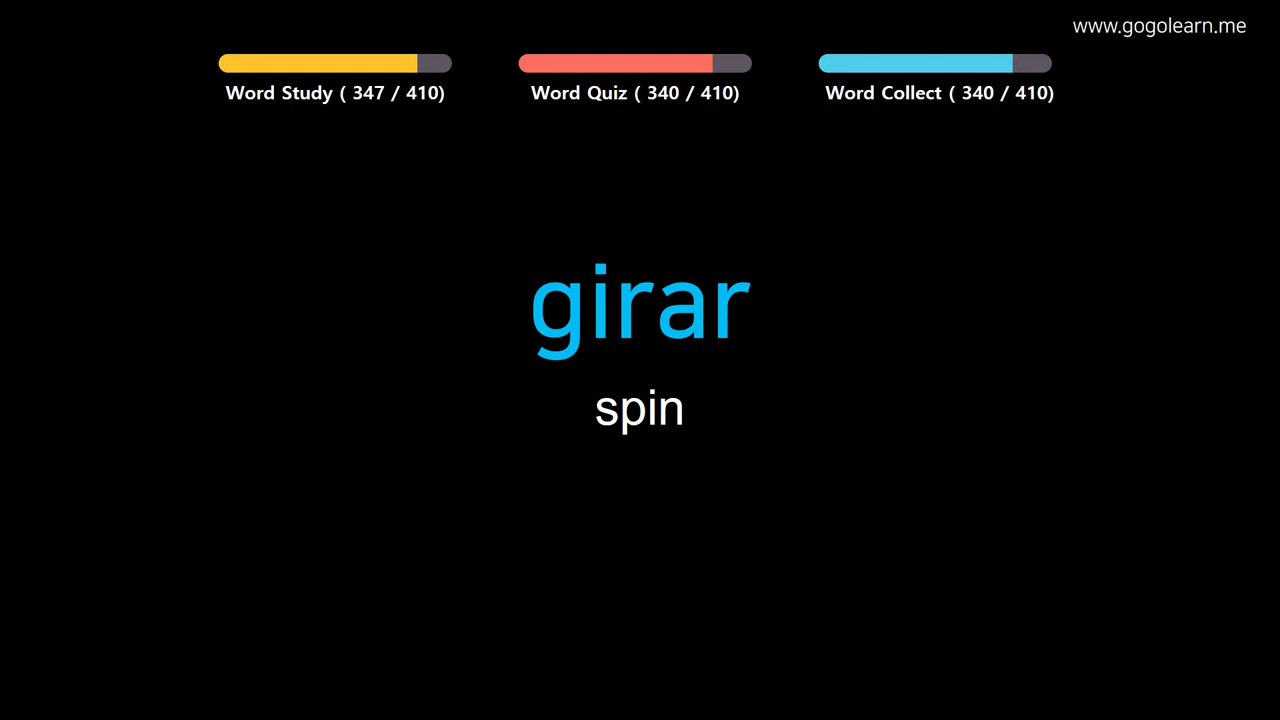 www.gogolearn.me
Word Study ( 347 / 410)
Word Quiz ( 340 / 410)
Word Collect ( 340 / 410)
girar
spin